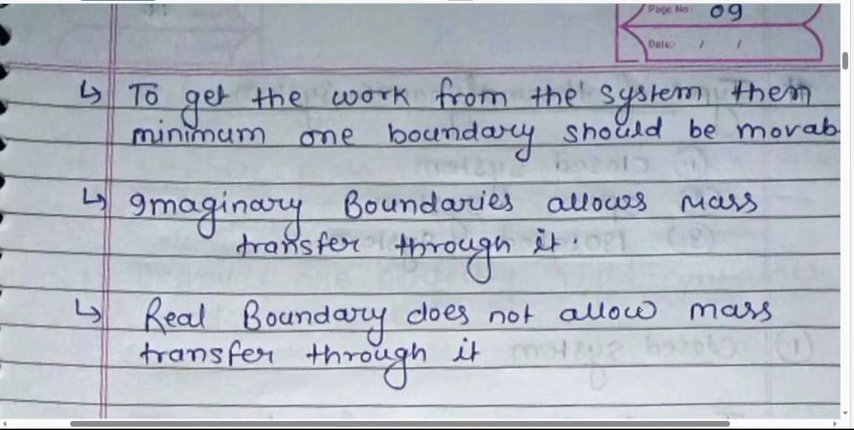 Page No. 09
Date: / /
↳ To get the work from the system then
minimum one boundary should be movab
↳ Imaginary Boundaries allows Mass
transfer through it.
↳ Real Boundary does not allow mass
transfer through it